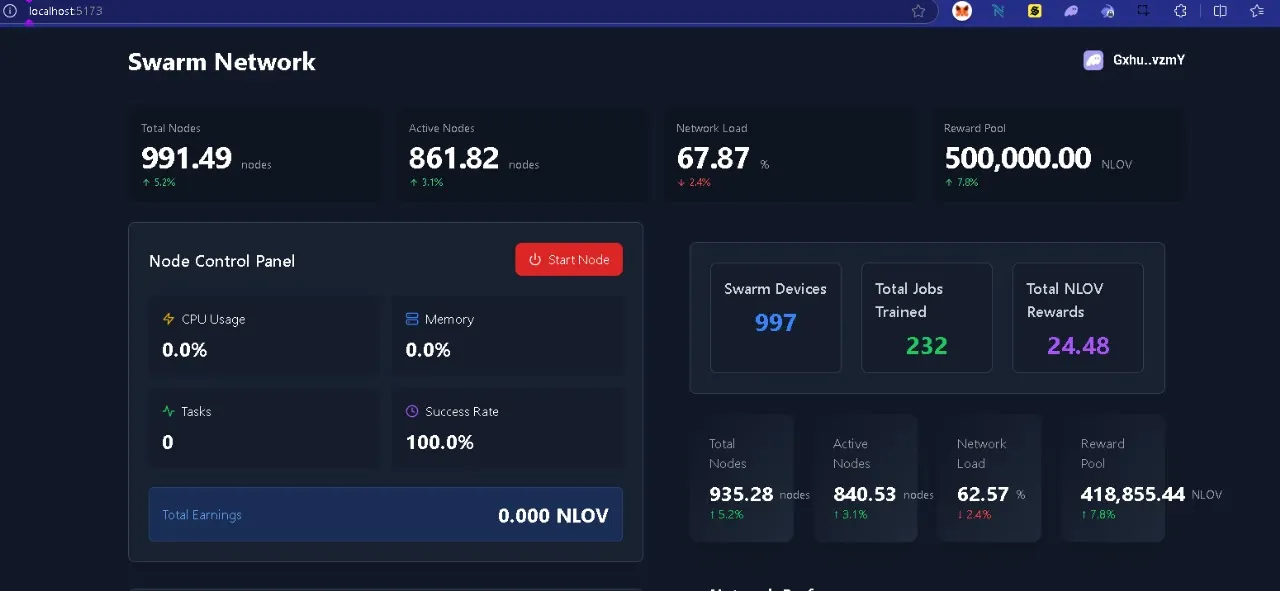 localhost:5173
Swarm Network
Gxhu..vzmY
Total Nodes
991.49 nodes
↑ 5.2%
Active Nodes
861.82 nodes
↑ 3.1%
Network Load
67.87 %
↓ 2.4%
Reward Pool
500,000.00 NLOV
↑ 7.8%
Node Control Panel
Start Node
CPU Usage
0.0%
Memory
0.0%
Tasks
0
Success Rate
100.0%
Total Earnings
0.000 NLOV
Swarm Devices
997
Total Jobs
Trained
232
Total NLOV
Rewards
24.48
Total
Nodes
935.28 nodes
↑ 5.2%
Active
Nodes
840.53 nodes
↑ 3.1%
Network
Load
62.57 %
↓ 2.4%
Reward
Pool
418,855.44 NLOV
↑ 7.8%